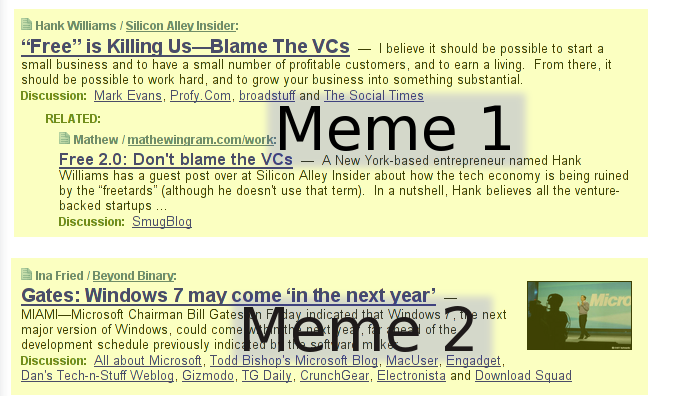 Hank Williams / Silicon Alley Insider:
“Free” is Killing Us—Blame The VCs — I believe it should be possible to start a
small business and to have a small number of profitable customers, and to earn a living. From there, it
should be possible to work hard, and to grow your business into something substantial.
Discussion: Mark Evans, Profy.Com, broadstuff and The Social Times
RELATED:
Meme 1
Mathew / mathewingram.com/work:
Free 2.0: Don't blame the VCs — A New York-based entrepreneur named Hank
Williams has a guest post over at Silicon Alley Insider about how the tech economy is being ruined
by the “freetards” (although he doesn't use that term). In a nutshell, Hank believes all the venture-
backed startups ...
Discussion: SmugBlog
Ina Fried / Beyond Binary:
Gates: Windows 7 may come ‘in the next year’ —
MIAMI—Microsoft Chairman Bill Gates on Friday indicated that Windows 7, the next
major version of Windows, could come within the next year, far ahead of the
development schedule previously indicated by the software maker.
Meme 2
Discussion: All about Microsoft, Todd Bishop's Microsoft Blog, MacUser, Engadget,
Dan's Tech-n-Stuff Weblog, Gizmodo, TG Daily, CrunchGear, Electronista and Download Squad
Micro